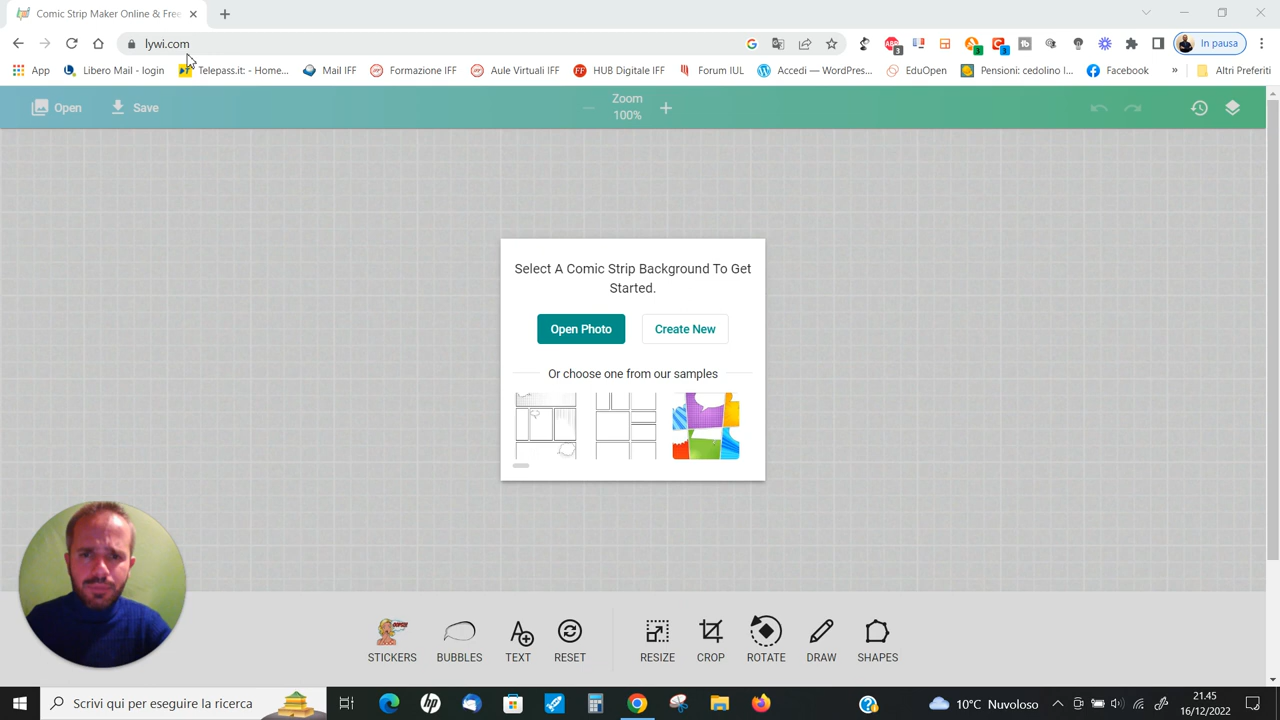 Comic Strip Maker Online & Free
lywi.com
In pausa
App
Libero Mail - login
Telepass.it: - Home...
Mail IFF
Formazione IFF
Aule Virtuali IFF
HUB Digitale IFF
Forum IUL
Accedi — WordPres...
EduOpen
Pensioni: cedolino I...
Facebook
»
Altri Preferiti
Open
Save
Zoom
100%
Select A Comic Strip Background To Get
Started.
Open Photo
Create New
Or choose one from our samples
STICKERS
BUBBLES
TEXT
RESET
RESIZE
CROP
ROTATE
DRAW
SHAPES
Scrivi qui per eseguire la ricerca
10°C Nuvoloso
21.45
16/12/2022